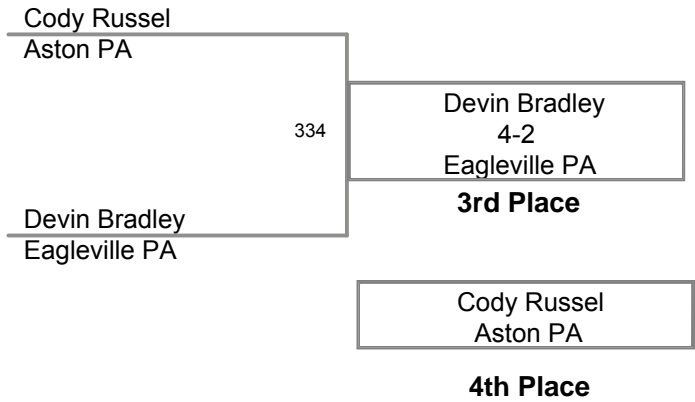 Cody Russel
Aston PA
334
Devin Bradley
4-2
Eagleville PA
3rd Place
Devin Bradley
Eagleville PA
Cody Russel
Aston PA
4th Place